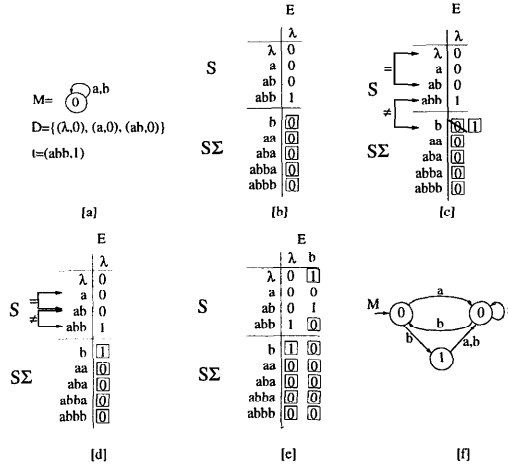 M= 0 a,b
D={(λ,0), (a,0), (ab,0)}
t=(abb,1)
[a]
E
λ
S
λ 0
a 0
ab 0
abb 1
SΣ
b 0
aa 0
aba 0
abba 0
abbb 0
[b]
E
λ
S
=
≠
λ 0
a 0
ab 0
abb 1
SΣ
b 0 1
aa 0
aba 0
abba 0
abbb 0
[c]
E
λ
S
=
≠
λ 0
a 0
ab 0
abb 1
SΣ
b 1
aa 0
aba 0
abba 0
abbb 0
[d]
E
λ b
S
λ 0 1
a 0 0
ab 0 1
abb 1 0
SΣ
b 1 0
aa 0 0
aba 0 0
abba 0 0
abbb 0 0
[e]
M
0 a 0
b
b a,b
1
[f]